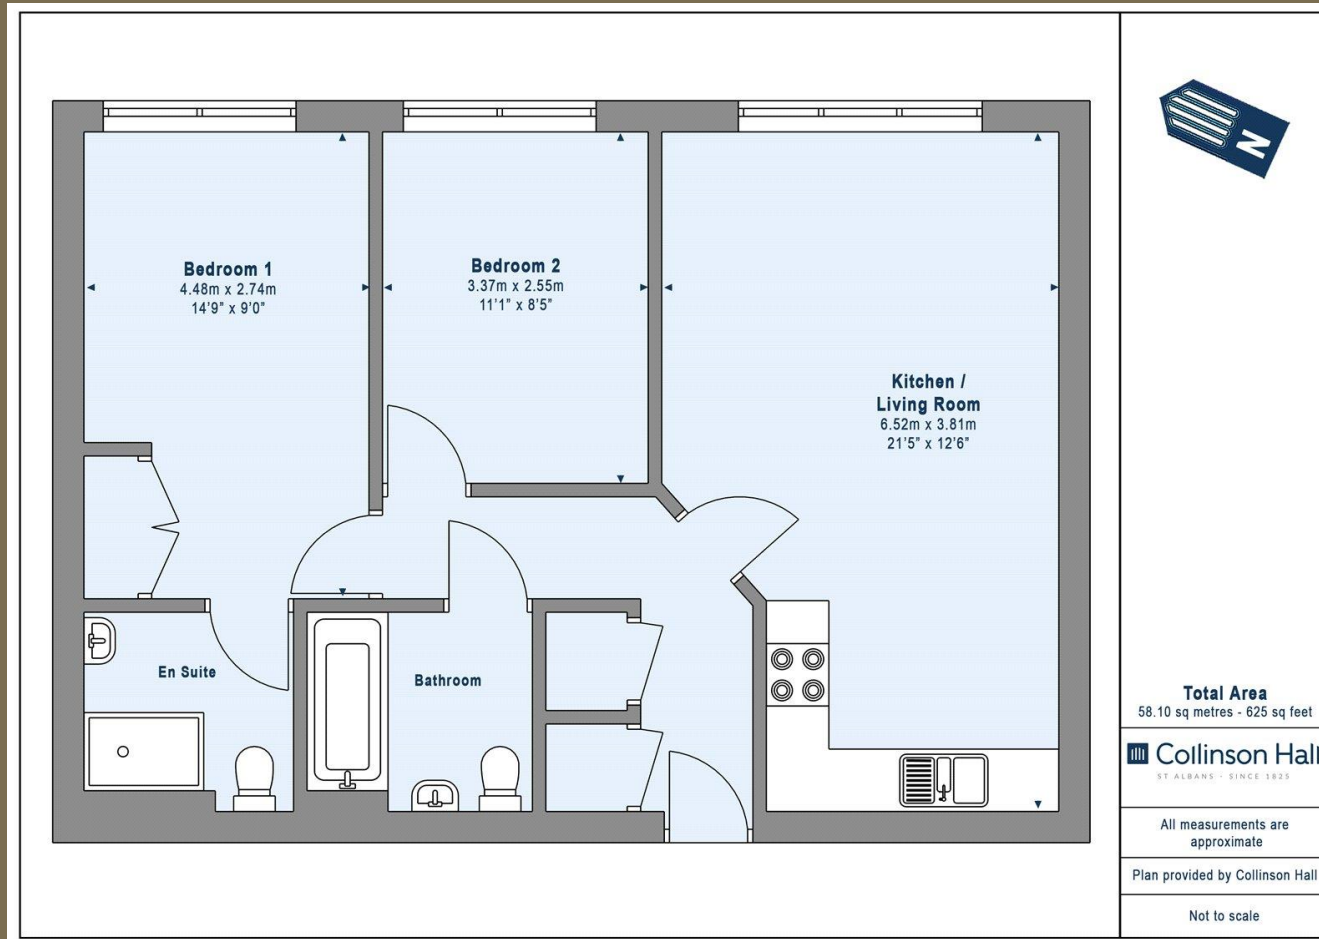 Bedroom 1
4.48m x 2.74m
14'9" x 9'0"
Bedroom 2
3.37m x 2.55m
11'1" x 8'5"
Kitchen /
Living Room
6.52m x 3.81m
21'5" x 12'6"
En Suite
Bathroom
N
Total Area
58.10 sq metres - 625 sq feet
Collinson Hall
ST ALBANS - SINCE 1825
All measurements are
approximate
Plan provided by Collinson Hall
Not to scale